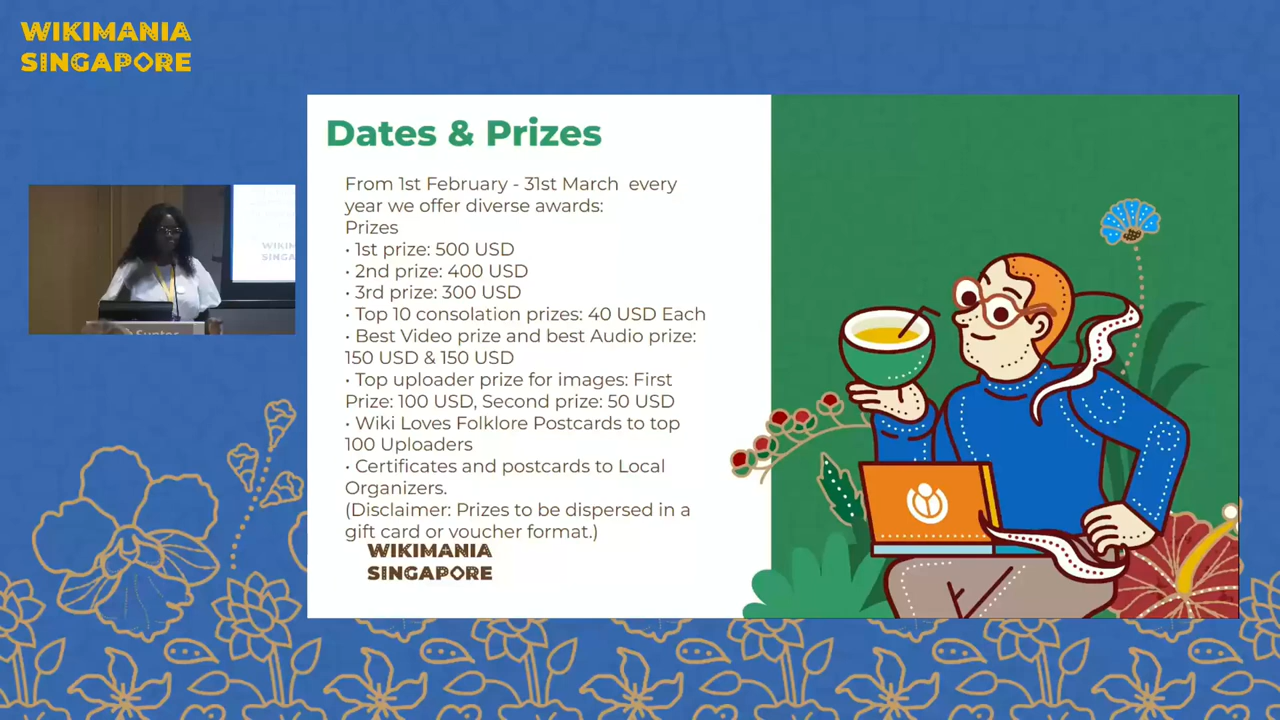 WIKIMANIA
SINGAPORE
Dates & Prizes
From 1st February - 31st March every
year we offer diverse awards:
Prizes
• 1st prize: 500 USD
• 2nd prize: 400 USD
• 3rd prize: 300 USD
• Top 10 consolation prizes: 40 USD Each
• Best Video prize and best Audio prize:
150 USD & 150 USD
• Top uploader prize for images: First
Prize: 100 USD, Second prize: 50 USD
• Wiki Loves Folklore Postcards to top
100 Uploaders
• Certificates and postcards to Local
Organizers.
(Disclaimer: Prizes to be dispersed in a
gift card or voucher format.)
WIKIMANIA
SINGAPORE